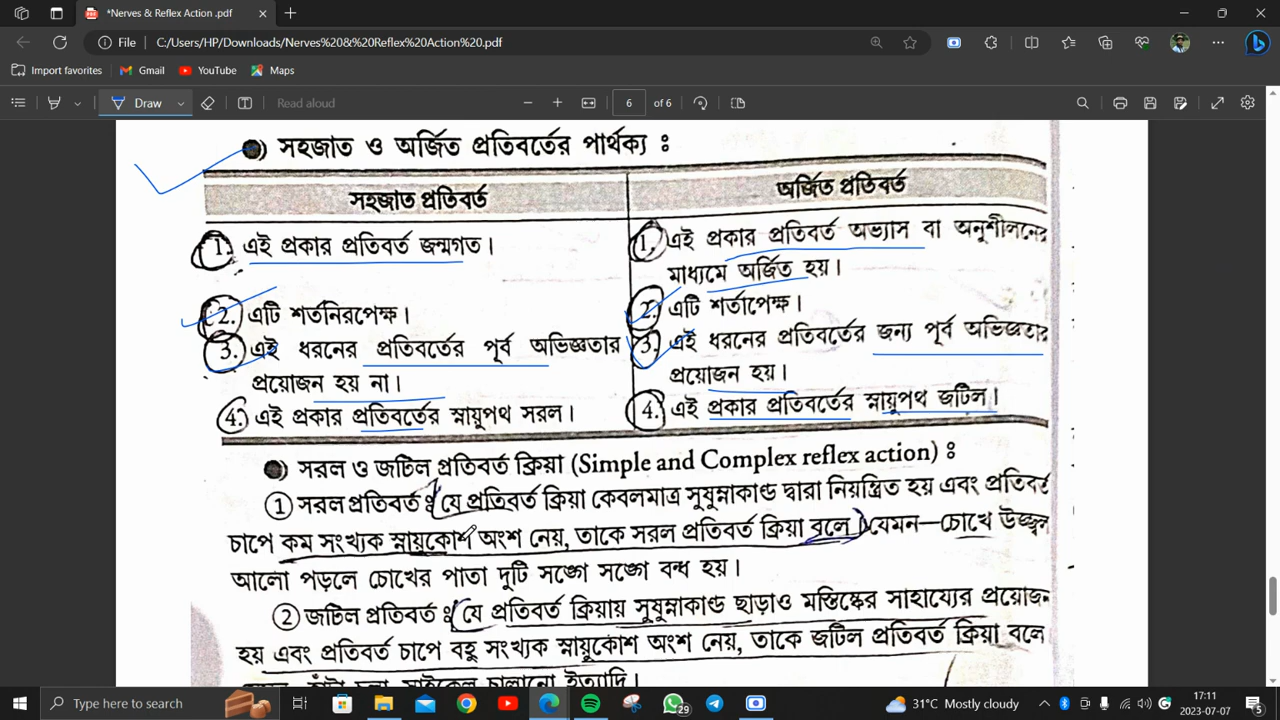 *Nerves & Reflex Action .pdf
File C:/Users/HP/Downloads/Nerves%20&%20Reflex%20Action%20.pdf
Import favorites Gmail YouTube Maps
Draw Read aloud 6 of 6
সহজাত ও অর্জিত প্রতিবর্তের পার্থক্য :
সহজাত প্রতিবর্ত
অর্জিত প্রতিবর্ত
1. এই প্রকার প্রতিবর্ত জন্মগত।
1. এই প্রকার প্রতিবর্ত অভ্যাস বা অনুশীলনের
মাধ্যমে অর্জিত হয়।
2. এটি শর্তনিরপেক্ষ।
2. এটি শর্তাপেক্ষ।
3. এই ধরনের প্রতিবর্তের পূর্ব অভিজ্ঞতার
প্রয়োজন হয় না।
3. এই ধরনের প্রতিবর্তের জন্য পূর্ব অভিজ্ঞতার
প্রয়োজন হয়।
4. এই প্রকার প্রতিবর্তের স্নায়ুপথ সরল।
4. এই প্রকার প্রতিবর্তের স্নায়ুপথ জটিল।
সরল ও জটিল প্রতিবর্ত ক্রিয়া (Simple and Complex reflex action) :
① সরল প্রতিবর্ত : যে প্রতিবর্ত ক্রিয়া কেবলমাত্র সুষুম্নাকাণ্ড দ্বারা নিয়ন্ত্রিত হয় এবং প্রতিবর্ত
চাপে কম সংখ্যক স্নায়ুকোশ অংশ নেয়, তাকে সরল প্রতিবর্ত ক্রিয়া বলে। যেমন—চোখে উজ্জ্বল
আলো পড়লে চোখের পাতা দুটি সঙ্গে সঙ্গে বন্ধ হয়।
② জটিল প্রতিবর্ত : যে প্রতিবর্ত ক্রিয়ায় সুষুম্নাকাণ্ড ছাড়াও মস্তিষ্কের সাহায্যের প্রয়োজন
হয় এবং প্রতিবর্ত চাপে বহু সংখ্যক স্নায়ুকোশ অংশ নেয়, তাকে জটিল প্রতিবর্ত ক্রিয়া বলে
হাঁটা চলা, সাইকেল চালানো ইত্যাদি।
Type here to search 29 31°C Mostly cloudy 17:11
2023-07-07 5